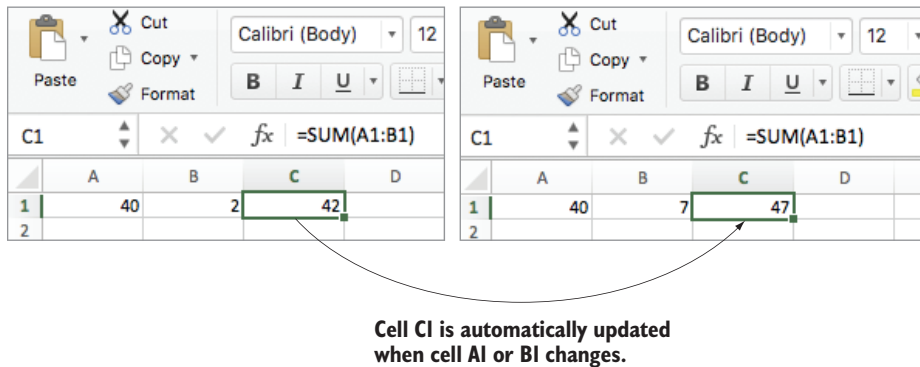 Cut
Calibri (Body) 12
Copy
Paste
Format
B I U
C1 fx =SUM(A1:B1)
A B C D
1 40 2 42
2
Cut
Calibri (Body) 12
Copy
Paste
Format
B I U
C1 fx =SUM(A1:B1)
A B C D
1 40 7 47
2
Cell C1 is automatically updated
when cell A1 or B1 changes.